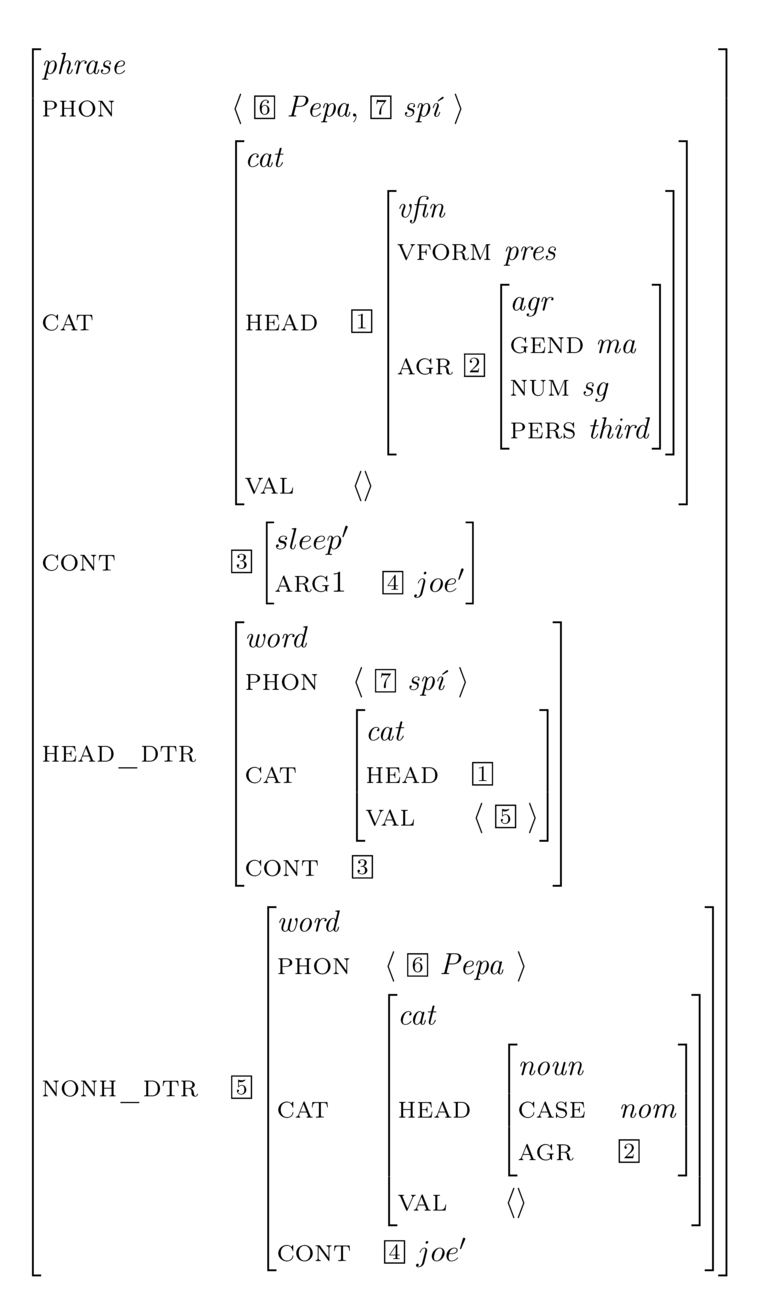 phrase
PHON ⟨ 6 Pepa, 7 spí ⟩
cat
vfin
VFORM pres
agr
CAT HEAD 1 AGR 2 GEND ma
NUM sg
PERS third
VAL ⟨⟩
sleep′
CONT 3 ARG1 4 joe′
word
PHON ⟨ 7 spí ⟩
cat
HEAD_DTR CAT HEAD 1
VAL ⟨ 5 ⟩
CONT 3
word
PHON ⟨ 6 Pepa ⟩
cat
noun
NONH_DTR 5 CAT HEAD CASE nom
AGR 2
VAL ⟨⟩
CONT 4 joe′